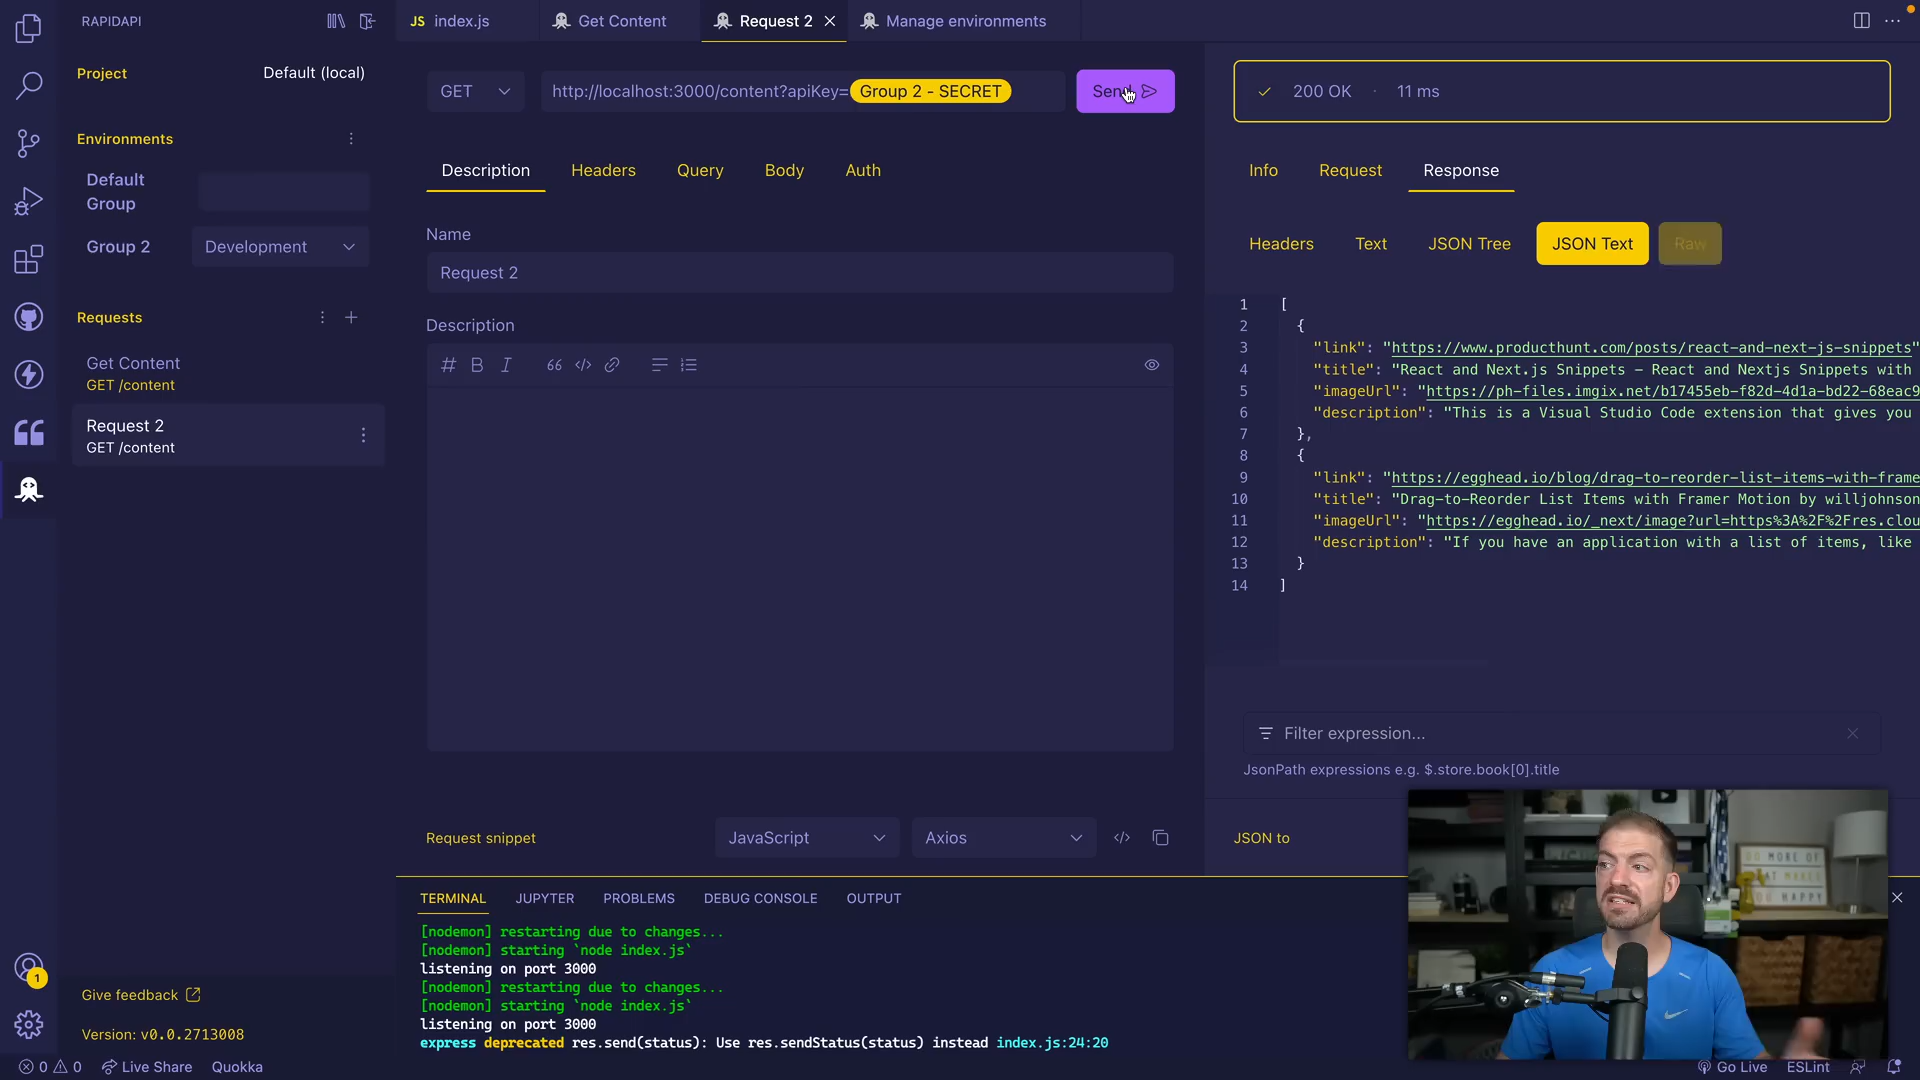 RAPIDAPI
JS index.js
Get Content
Request 2
Manage environments
Project
Default (local)
Environments
Default
Group
Group 2
Development
Requests
Get Content
GET /content
Request 2
GET /content
Give feedback
Version: v0.0.2713008
GET
http://localhost:3000/content?apiKey= Group 2 - SECRET
Send
Description
Headers
Query
Body
Auth
Name
Request 2
Description
Request snippet
JavaScript
Axios
200 OK · 11 ms
Info
Request
Response
Headers
Text
JSON Tree
JSON Text
Raw
1 [
2 {
3 "link": "https://www.producthunt.com/posts/react-and-next-js-snippets"
4 "title": "React and Next.js Snippets – React and Nextjs Snippets with
5 "imageUrl": "https://ph-files.imgix.net/b17455eb-f82d-4d1a-bd22-68eac9
6 "description": "This is a Visual Studio Code extension that gives you
7 },
8 {
9 "link": "https://egghead.io/blog/drag-to-reorder-list-items-with-frame
10 "title": "Drag-to-Reorder List Items with Framer Motion by willjohnson
11 "imageUrl": "https://egghead.io/_next/image?url=https%3A%2F%2Fres.clou
12 "description": "If you have an application with a list of items, like
13 }
14 ]
Filter expression...
JsonPath expressions e.g. $.store.book[0].title
JSON to
TERMINAL
JUPYTER
PROBLEMS
DEBUG CONSOLE
OUTPUT
[nodemon] restarting due to changes...
[nodemon] starting `node index.js`
listening on port 3000
[nodemon] restarting due to changes...
[nodemon] starting `node index.js`
listening on port 3000
express deprecated res.send(status): Use res.sendStatus(status) instead index.js:24:20
DO MORE OF
WHAT MAKES
YOU HAPPY
1
0
0
Live Share
Quokka
Go Live
ESLint